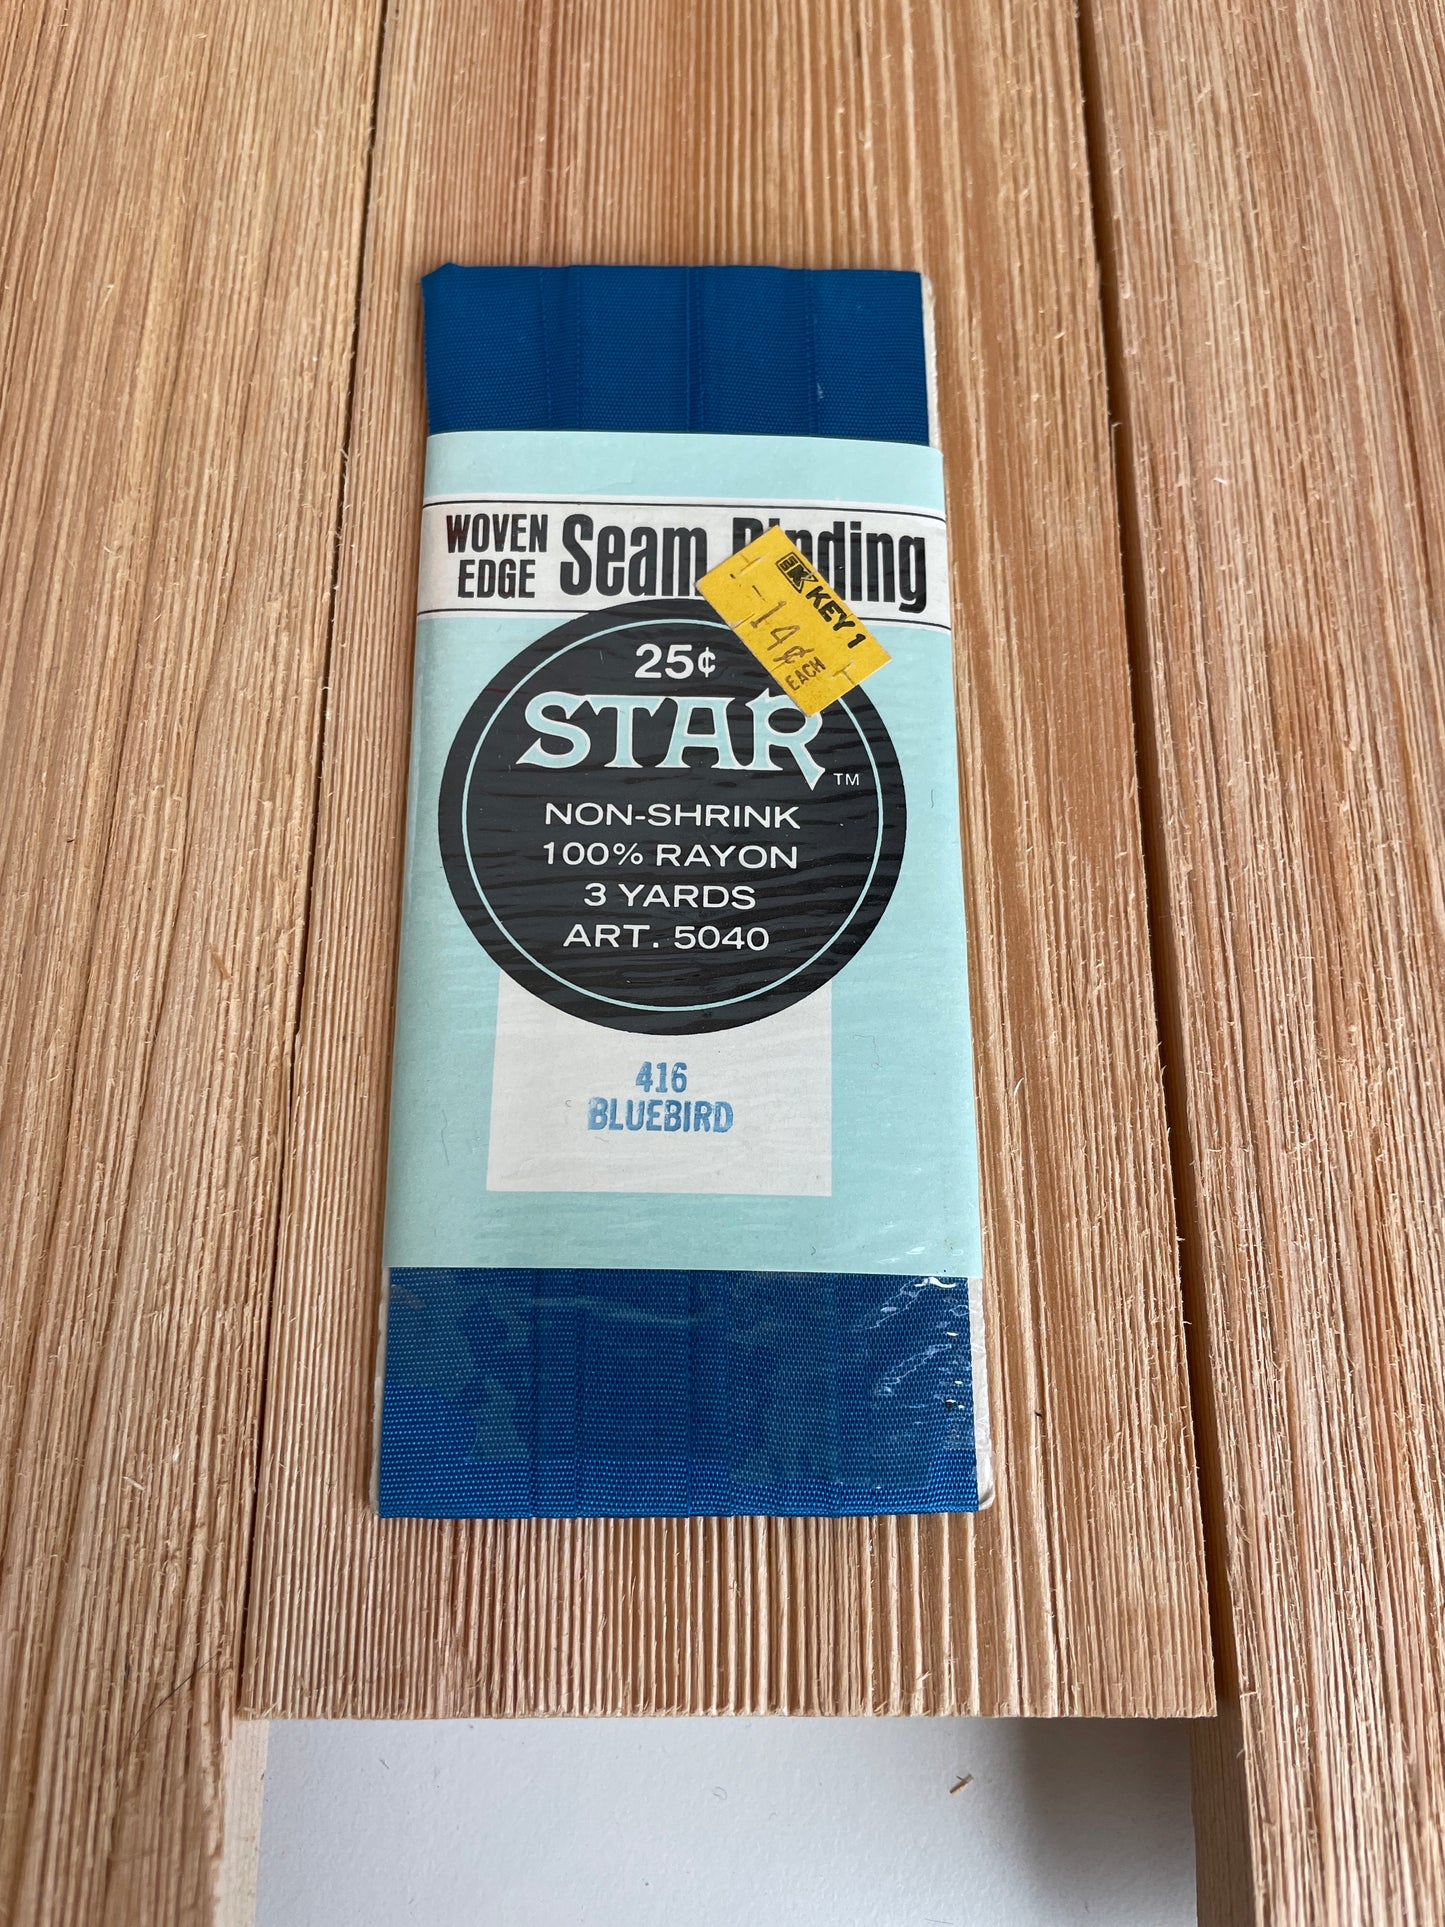 WOVEN
EDGE
Seam Binding
KEY 1
-14¢
EACH
25¢
STAR
TM
NON-SHRINK
100% RAYON
3 YARDS
ART. 5040
416
BLUEBIRD